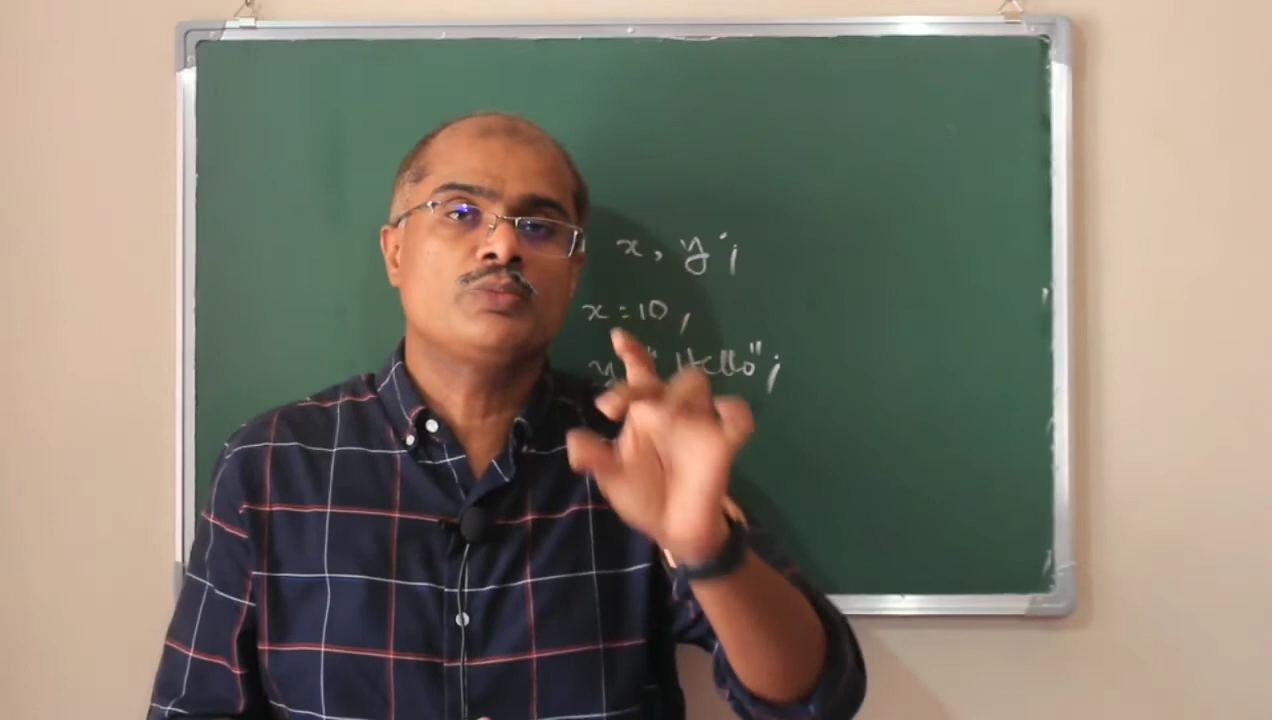 x, y;
x = 10,
y "Hello";